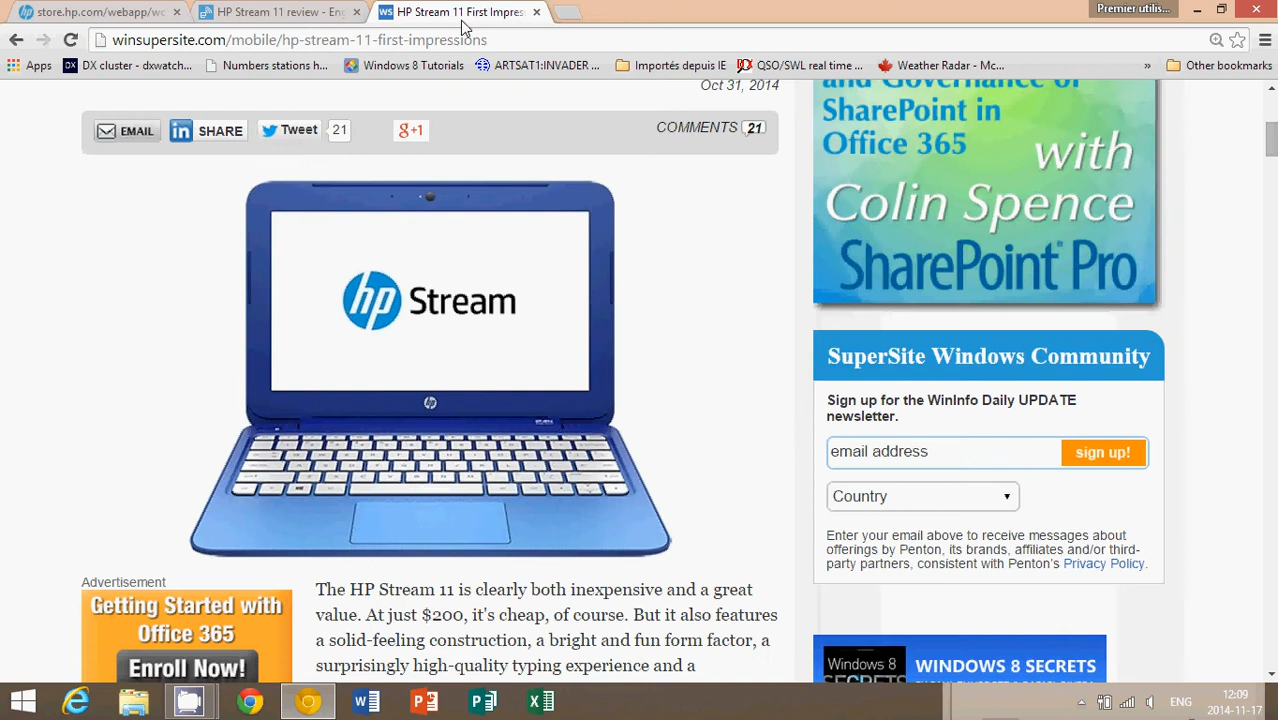 store.hp.com/webapp/wc
HP Stream 11 review - Eng
WS HP Stream 11 First Impres
Premier utilis...
winsupersite.com/mobile/hp-stream-11-first-impressions
Apps
DX DX cluster - dxwatch...
Numbers stations h...
Windows 8 Tutorials
ARTSAT1:INVADER ...
Importés depuis IE
QSO/SWL real time ...
Weather Radar - Mc...
»
Other bookmarks
Oct 31, 2014
EMAIL
in SHARE
Tweet 21
g+1
COMMENTS 21
hp Stream
hp
Advertisement
Getting Started with
Office 365
Enroll Now!
The HP Stream 11 is clearly both inexpensive and a great
value. At just $200, it's cheap, of course. But it also features
a solid-feeling construction, a bright and fun form factor, a
surprisingly high-quality typing experience and a
and Governance of
SharePoint in
Office 365
with
Colin Spence
SharePoint Pro
SuperSite Windows Community
Sign up for the WinInfo Daily UPDATE
newsletter.
email address
sign up!
Country
Enter your email above to receive messages about
offerings by Penton, its brands, affiliates and/or third-
party partners, consistent with Penton's Privacy Policy.
Windows 8
SECRETS
WINDOWS 8 SECRETS
ENG
12:09
2014-11-17